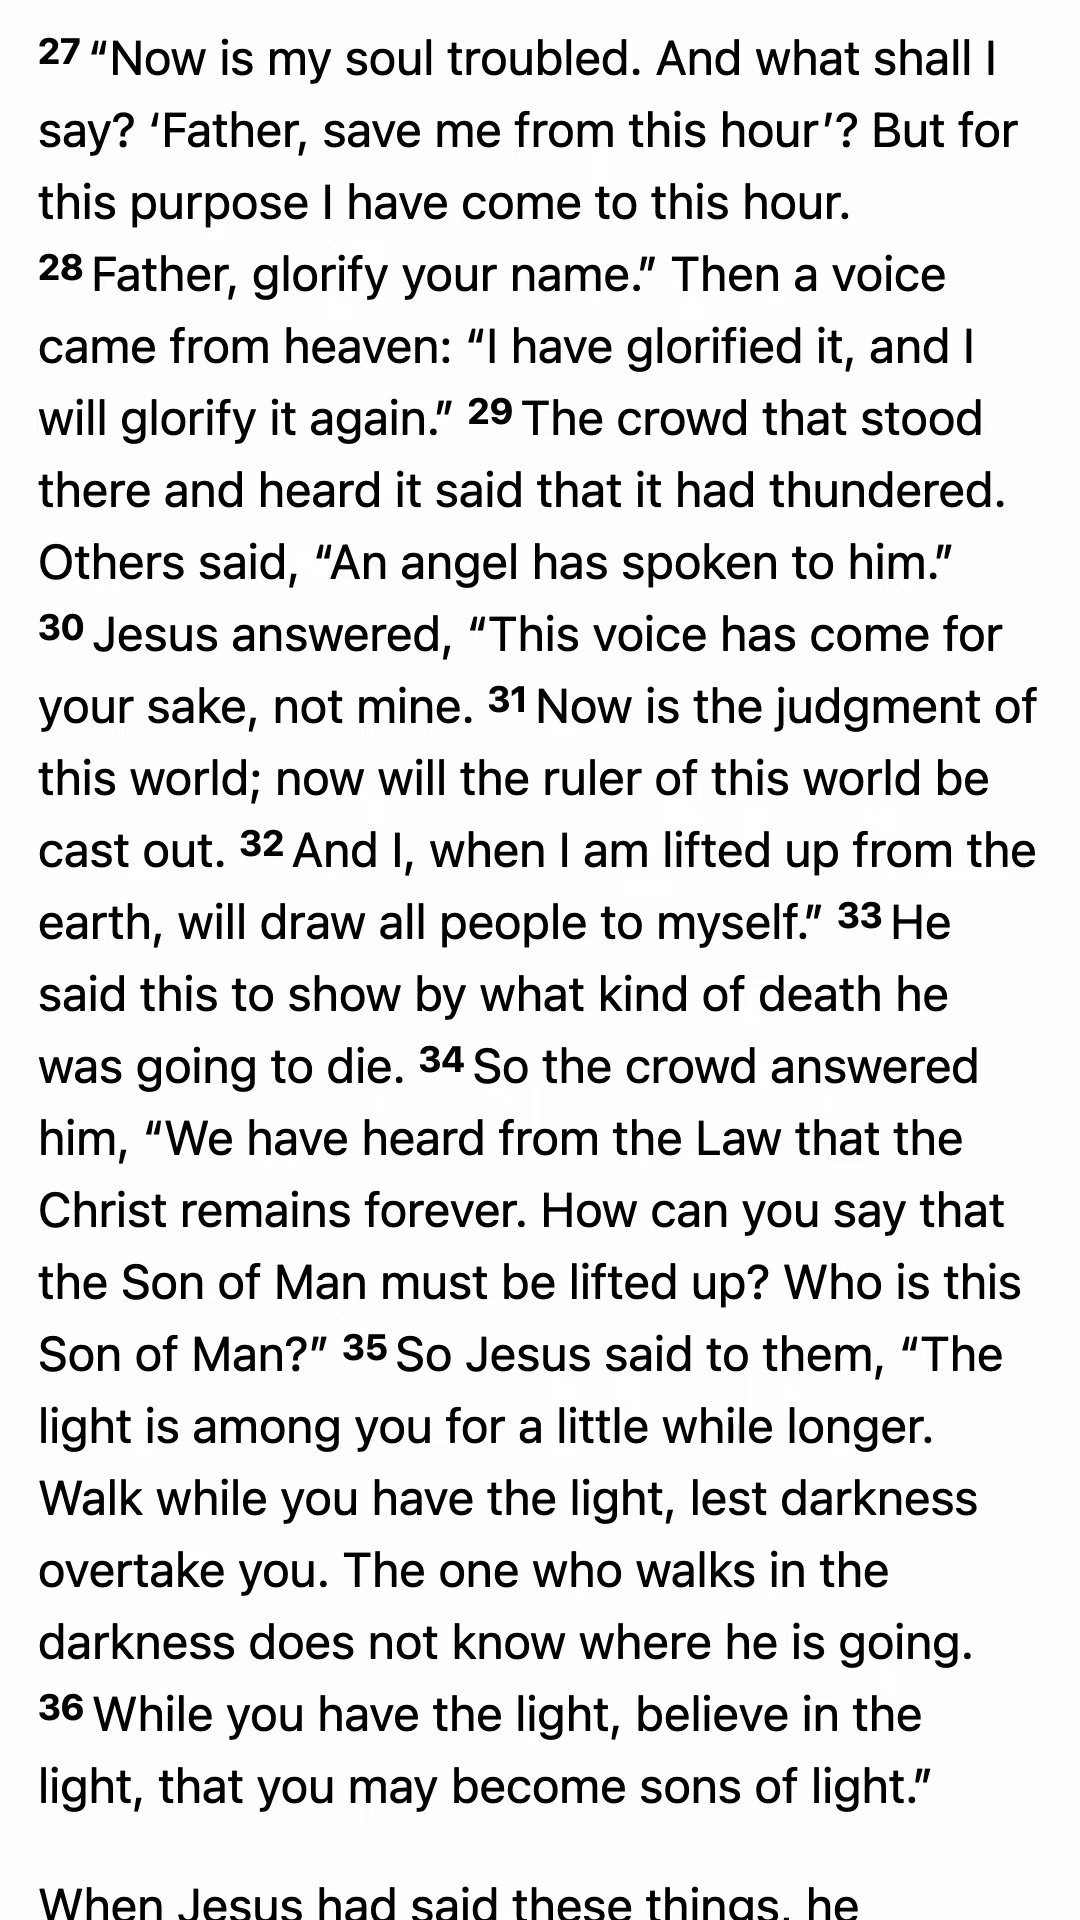 27 “Now is my soul troubled. And what shall I
say? ‘Father, save me from this hour’? But for
this purpose I have come to this hour.
28 Father, glorify your name.” Then a voice
came from heaven: “I have glorified it, and I
will glorify it again.” 29 The crowd that stood
there and heard it said that it had thundered.
Others said, “An angel has spoken to him.”
30 Jesus answered, “This voice has come for
your sake, not mine. 31 Now is the judgment of
this world; now will the ruler of this world be
cast out. 32 And I, when I am lifted up from the
earth, will draw all people to myself.” 33 He
said this to show by what kind of death he
was going to die. 34 So the crowd answered
him, “We have heard from the Law that the
Christ remains forever. How can you say that
the Son of Man must be lifted up? Who is this
Son of Man?” 35 So Jesus said to them, “The
light is among you for a little while longer.
Walk while you have the light, lest darkness
overtake you. The one who walks in the
darkness does not know where he is going.
36 While you have the light, believe in the
light, that you may become sons of light.”
When Jesus had said these things, he